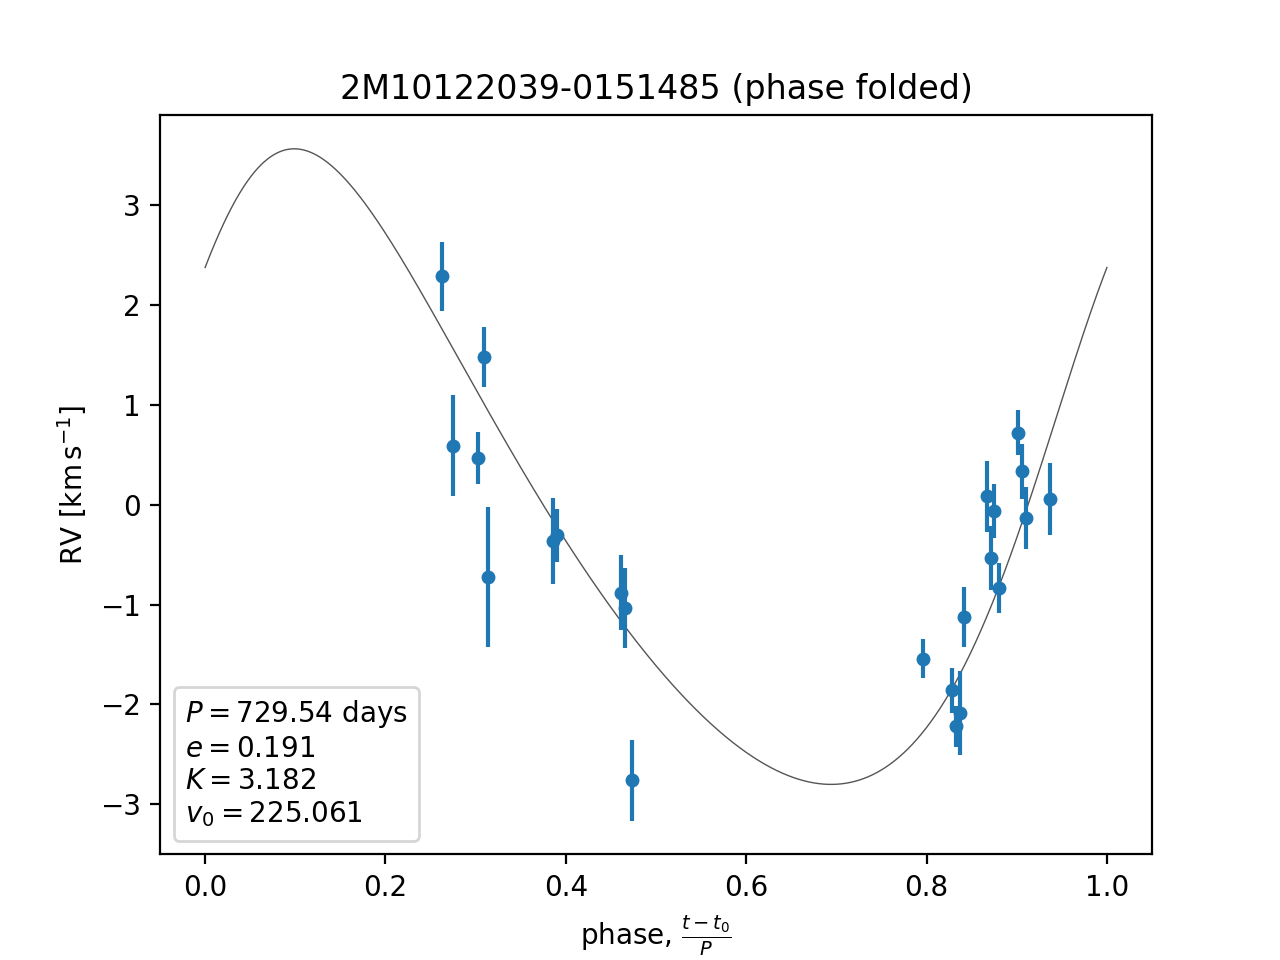 2M10122039-0151485 (phase folded)
RV [km s⁻¹]
3
2
1
0
−1
−2
−3
P = 729.54 days
e = 0.191
K = 3.182
v₀ = 225.061
0.0 0.2 0.4 0.6 0.8 1.0
phase, (t − t₀)/P